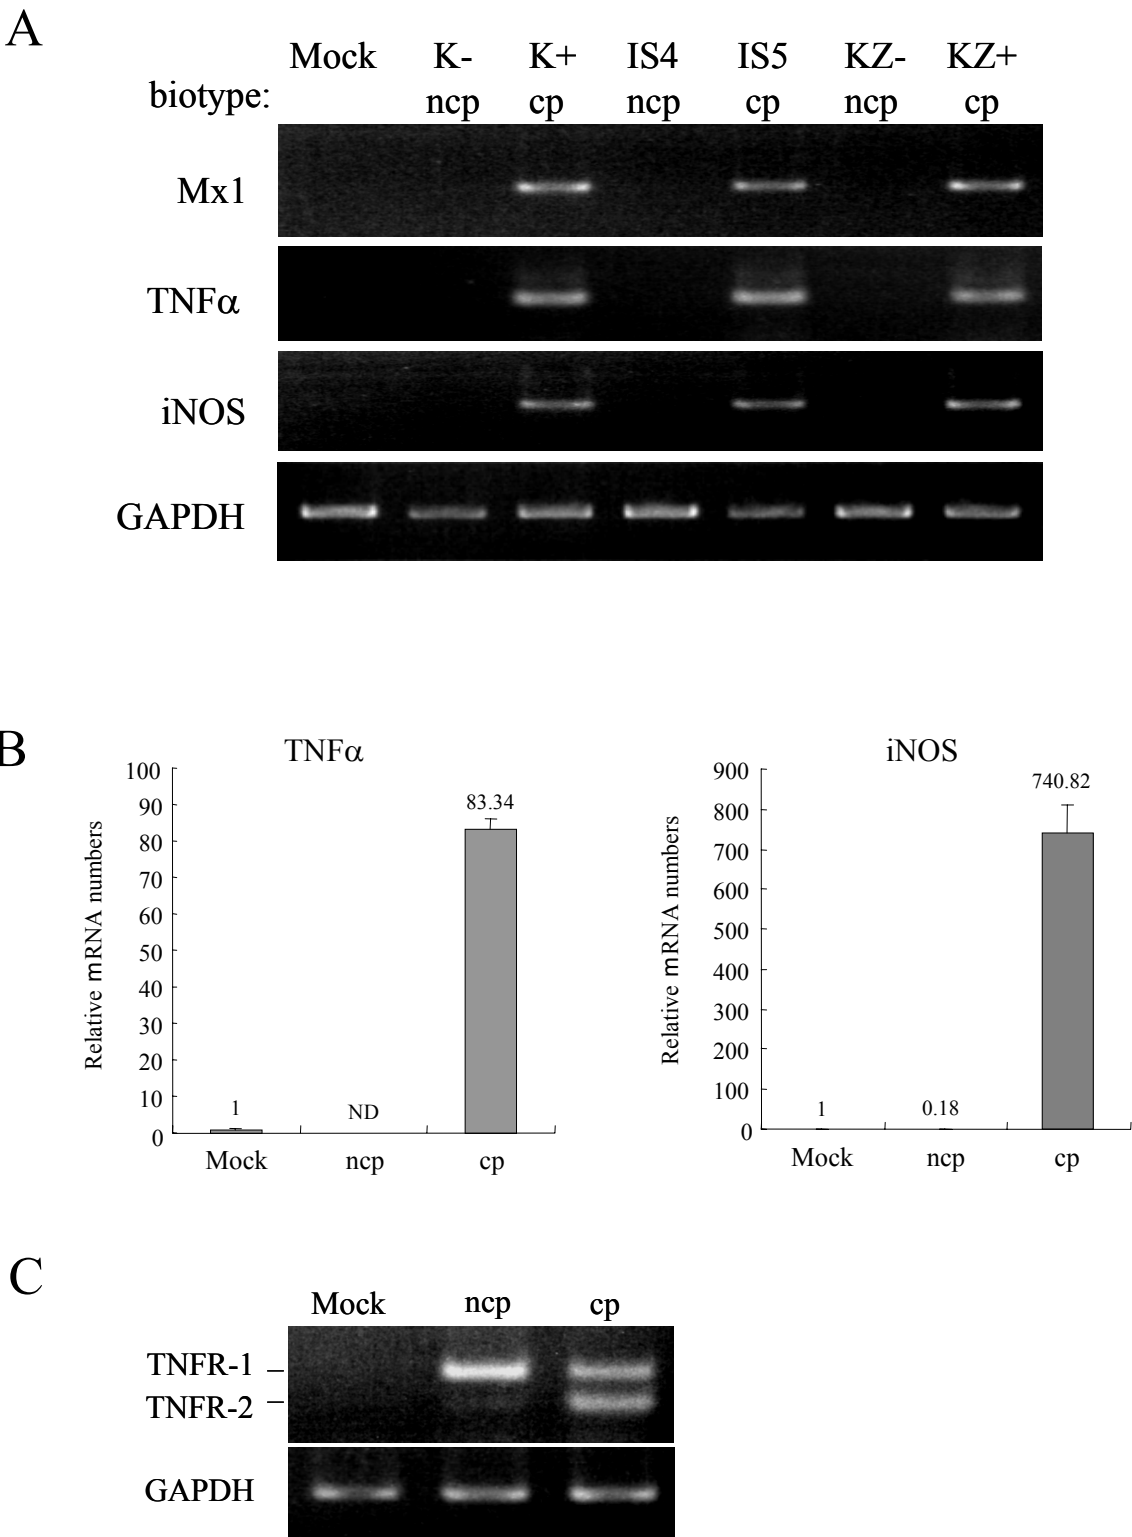 A
Mock K- K+ IS4 IS5 KZ- KZ+
biotype: ncp cp ncp cp ncp cp
Mx1
TNFα
iNOS
GAPDH
B
TNFα
Relative mRNA numbers
100
90
80
70
60
50
40
30
20
10
0
1
ND
83.34
Mock ncp cp
iNOS
Relative mRNA numbers
900
800
700
600
500
400
300
200
100
0
1
0.18
740.82
Mock ncp cp
C
Mock ncp cp
TNFR-1
TNFR-2
GAPDH